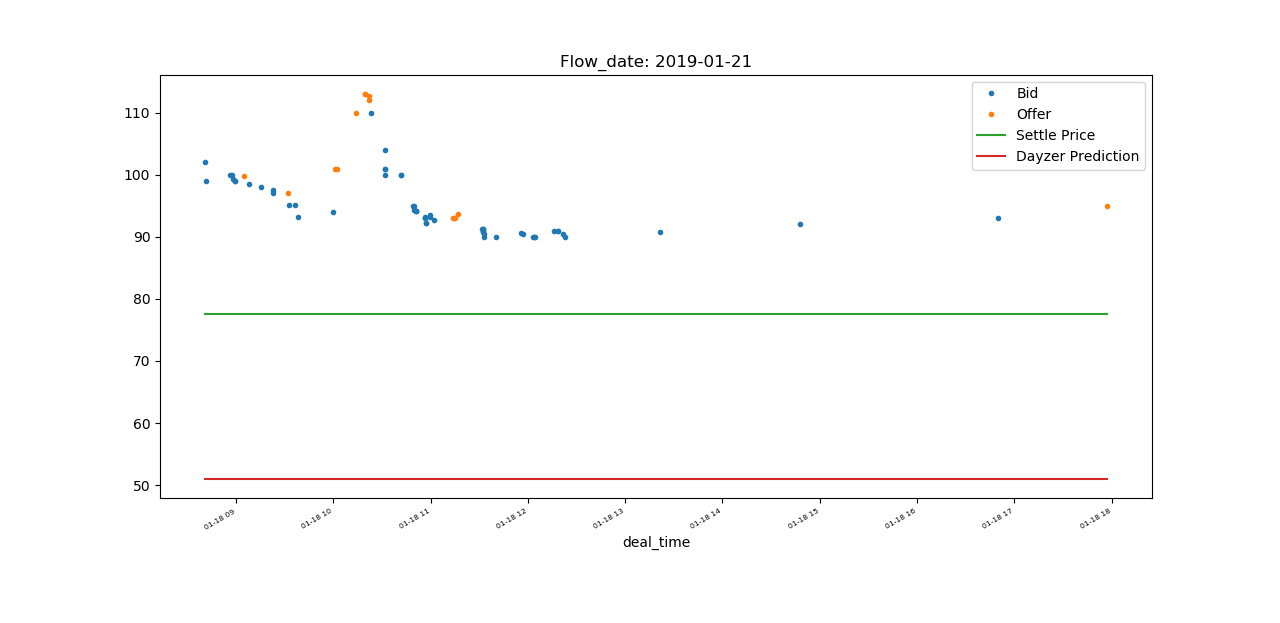 Flow_date: 2019-01-21
Bid
Offer
Settle Price
Dayzer Prediction
110
100
90
80
70
60
50
01-18 09
01-18 10
01-18 11
01-18 12
01-18 13
01-18 14
01-18 15
01-18 16
01-18 17
01-18 18
deal_time